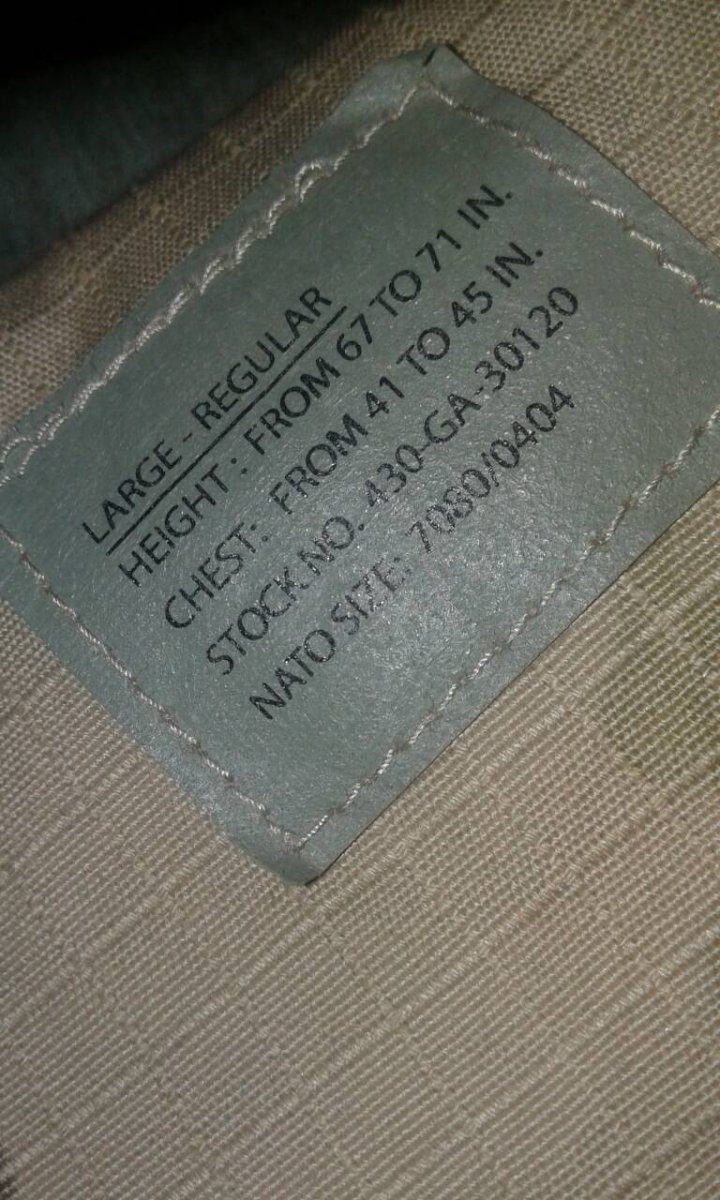 LARGE - REGULAR
HEIGHT : FROM 67 TO 71 IN.
CHEST: FROM 41 TO 45 IN.
STOCK NO. 430-GA-30120
NATO SIZE: 7080/0404